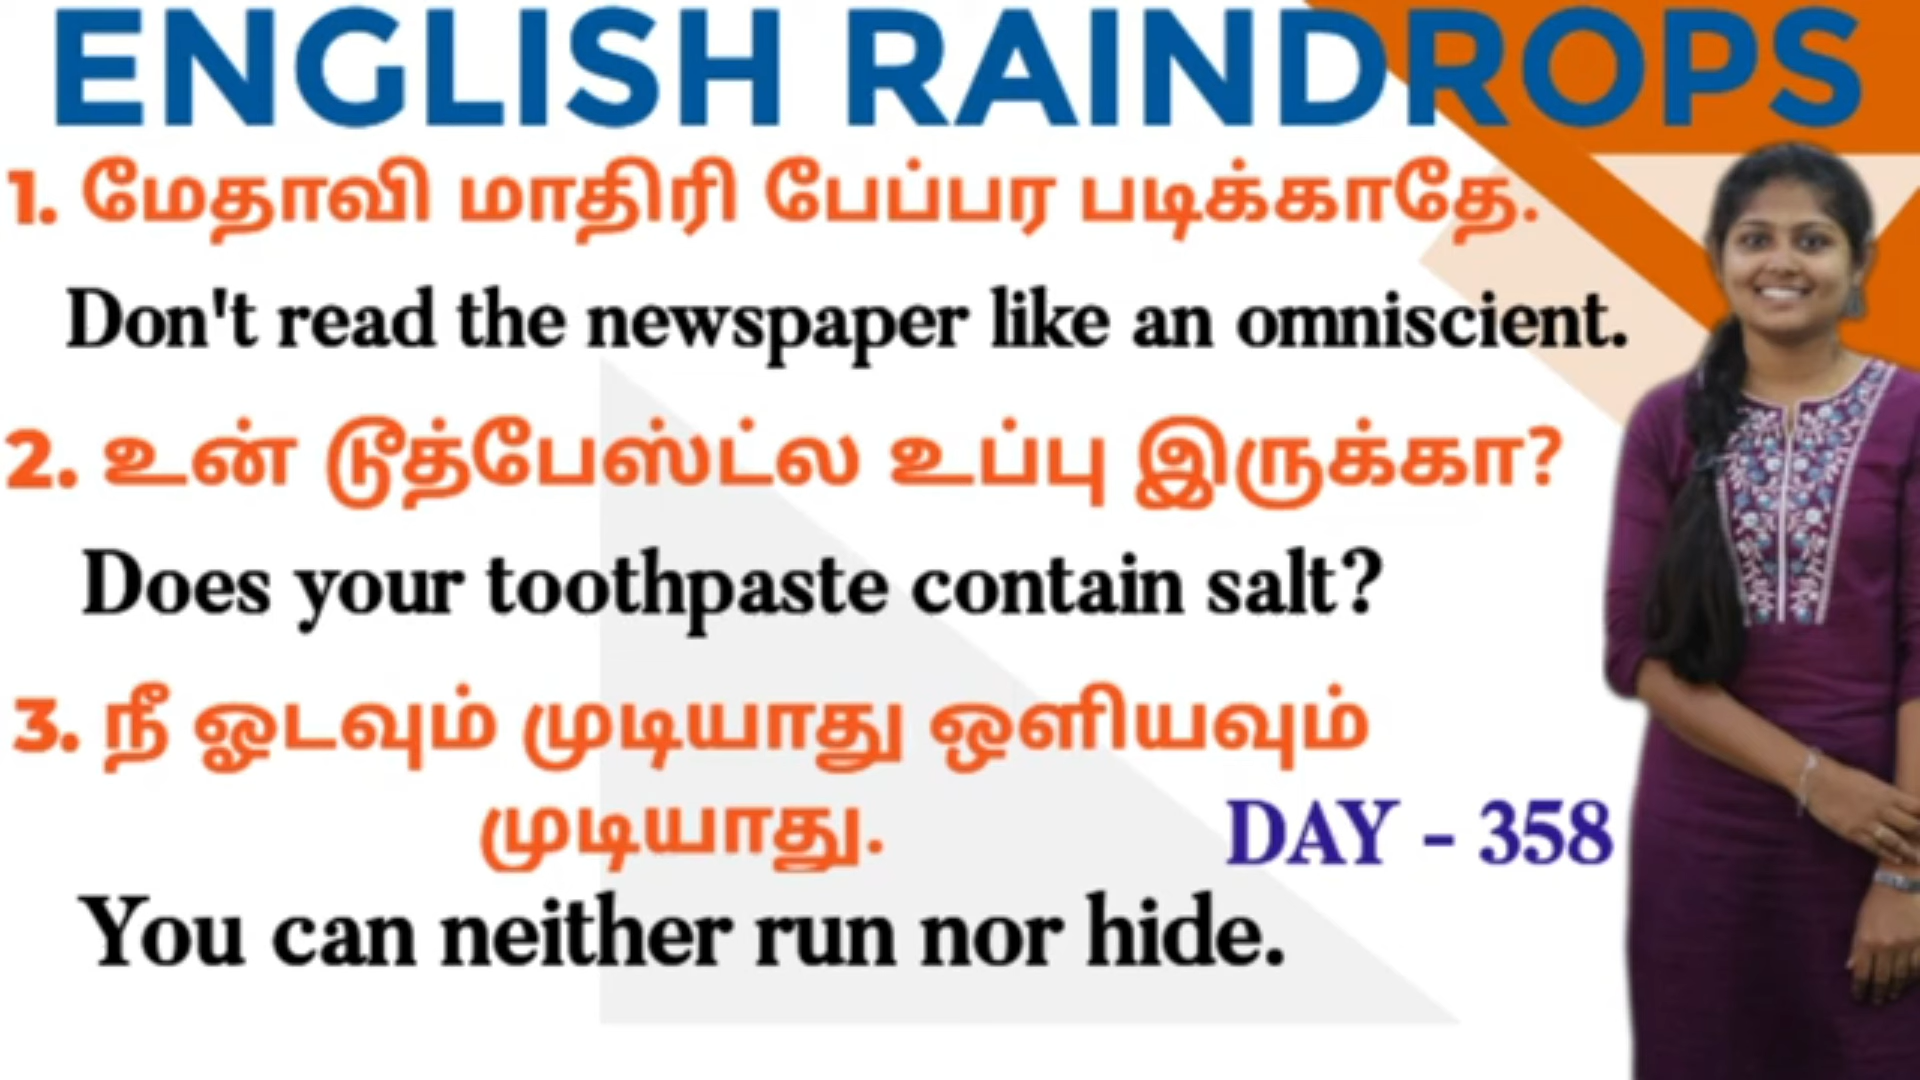 ENGLISH RAINDROPS
1. மேதாவி மாதிரி பேப்பர படிக்காதே.
Don't read the newspaper like an omniscient.
2. உன் டூத்பேஸ்ட்ல உப்பு இருக்கா?
Does your toothpaste contain salt?
3. நீ ஓடவும் முடியாது ஒளியவும்
முடியாது.
DAY - 358
You can neither run nor hide.